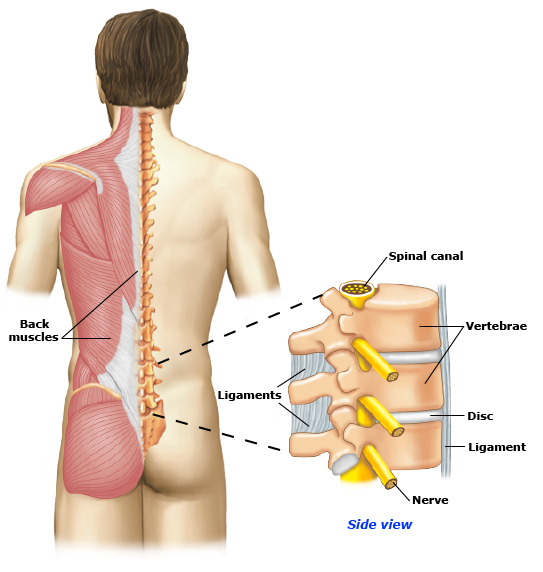 Spinal canal
Back
muscles
Vertebrae
Ligaments
Disc
Ligament
Nerve
Side view